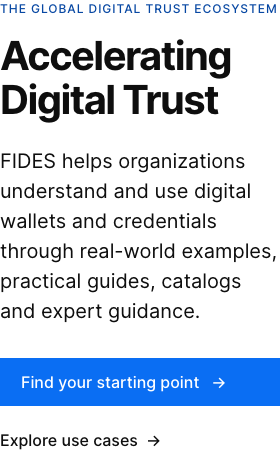 THE GLOBAL DIGITAL TRUST ECOSYSTEM
Accelerating
Digital Trust
FIDES helps organizations
understand and use digital
wallets and credentials
through real-world examples,
practical guides, catalogs
and expert guidance.
Find your starting point →
Explore use cases →